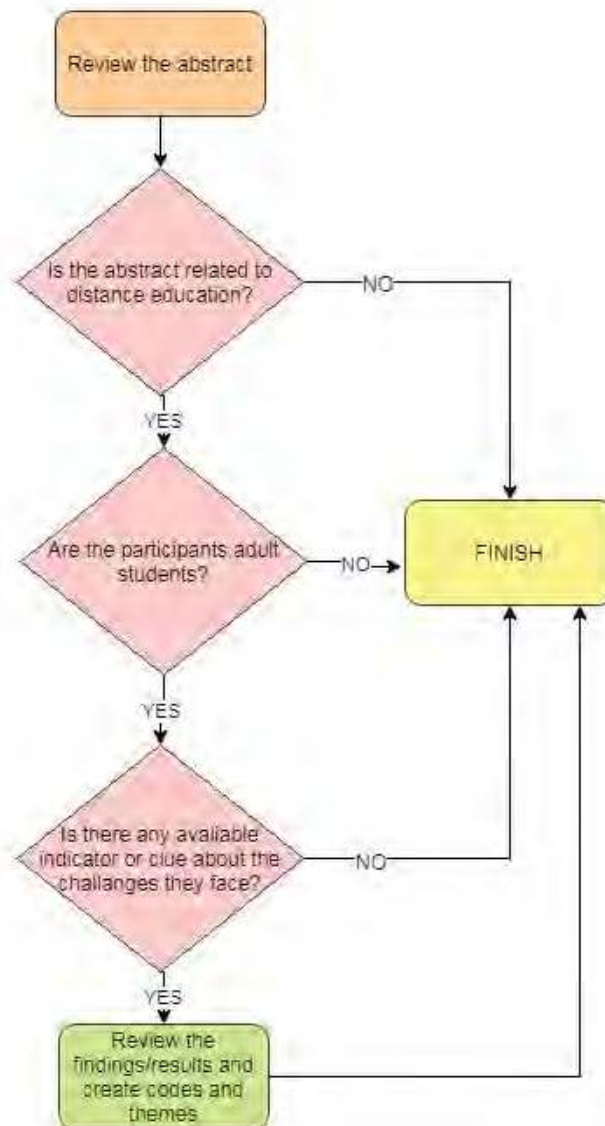 Review the abstract
Is the abstract related to
distance education?
NO
YES
Are the participants adult
students?
NO
FINISH
YES
Is there any available
indicator or clue about the
challanges they face?
NO
YES
Review the
findings/results and
create codes and
themes